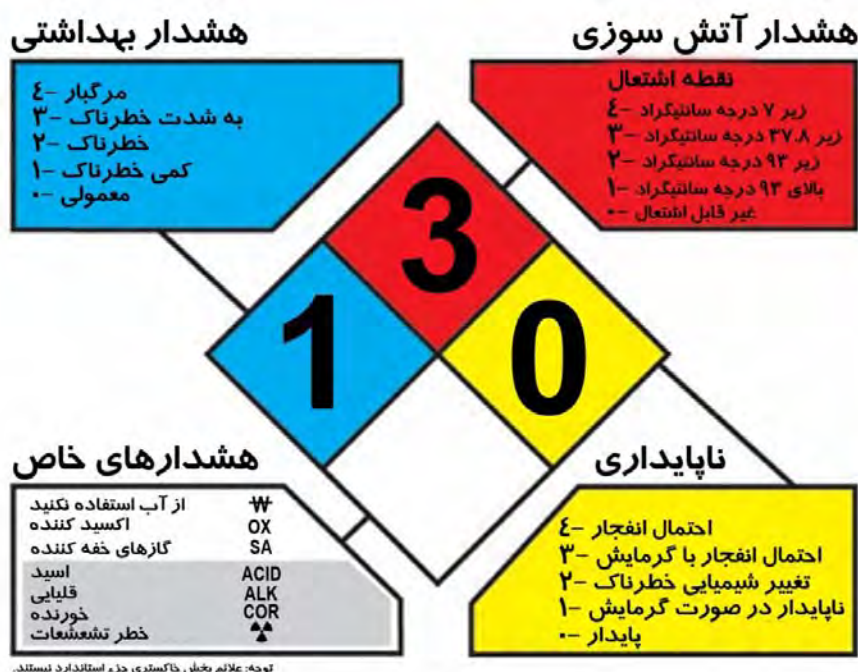 هشدار آتش سوزی
نقطه اشتعال
٤- زیر ۷ درجه سانتیگراد
۳- زیر ۳۷.۸ درجه سانتیگراد
۲- زیر ۹۳ درجه سانتیگراد
۱- بالای ۹۳ درجه سانتیگراد
۰- غیر قابل اشتعال
هشدار بهداشتی
٤- مرگبار
۳- به شدت خطرناک
۲- خطرناک
۱- کمی خطرناک
۰- معمولی
3
1
0
ناپایداری
٤- احتمال انفجار
۳- احتمال انفجار با گرمایش
۲- تغییر شیمیایی خطرناک
۱- ناپایدار در صورت گرمایش
۰- پایدار
هشدارهای خاص
W از آب استفاده نکنید
OX اکسید کننده
SA گازهای خفه کننده
ACID اسید
ALK قلیایی
COR خورنده
خطر تشعشعات
توجه: علائم بخش خاکستری جزء استاندارد نیستند.